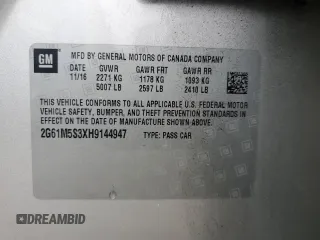 GM
MFD BY GENERAL MOTORS OF CANADA COMPANY
DATE GVWR GAWR FRT GAWR RR
11/16 2271 KG 1178 KG 1093 KG
5007 LB 2597 LB 2410 LB
THIS VEHICLE CONFORMS TO ALL APPLICABLE U.S. FEDERAL MOTOR
VEHICLE SAFETY, BUMPER, AND THEFT PREVENTION STANDARDS
IN EFFECT ON THE DATE OF MANUFACTURE SHOWN ABOVE.
2G61M5S3XH9144947 TYPE: PASS CAR
DREAMBID